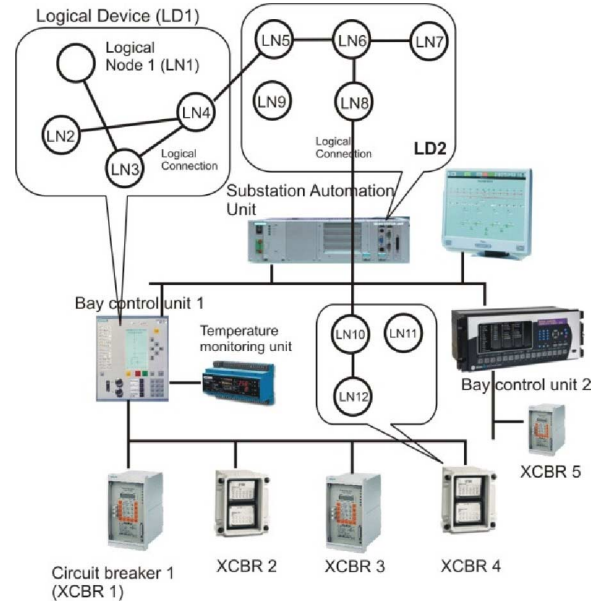 Logical Device (LD1)
Logical
Node 1 (LN1)
LN2
LN3
LN4
Logical
Connection
LN5
LN6
LN7
LN9
LN8
Logical
Connection
LD2
Substation Automation
Unit
Bay control unit 1
Temperature
monitoring unit
LN10
LN11
LN12
Bay control unit 2
XCBR 5
Circuit breaker 1
(XCBR 1)
XCBR 2
XCBR 3
XCBR 4